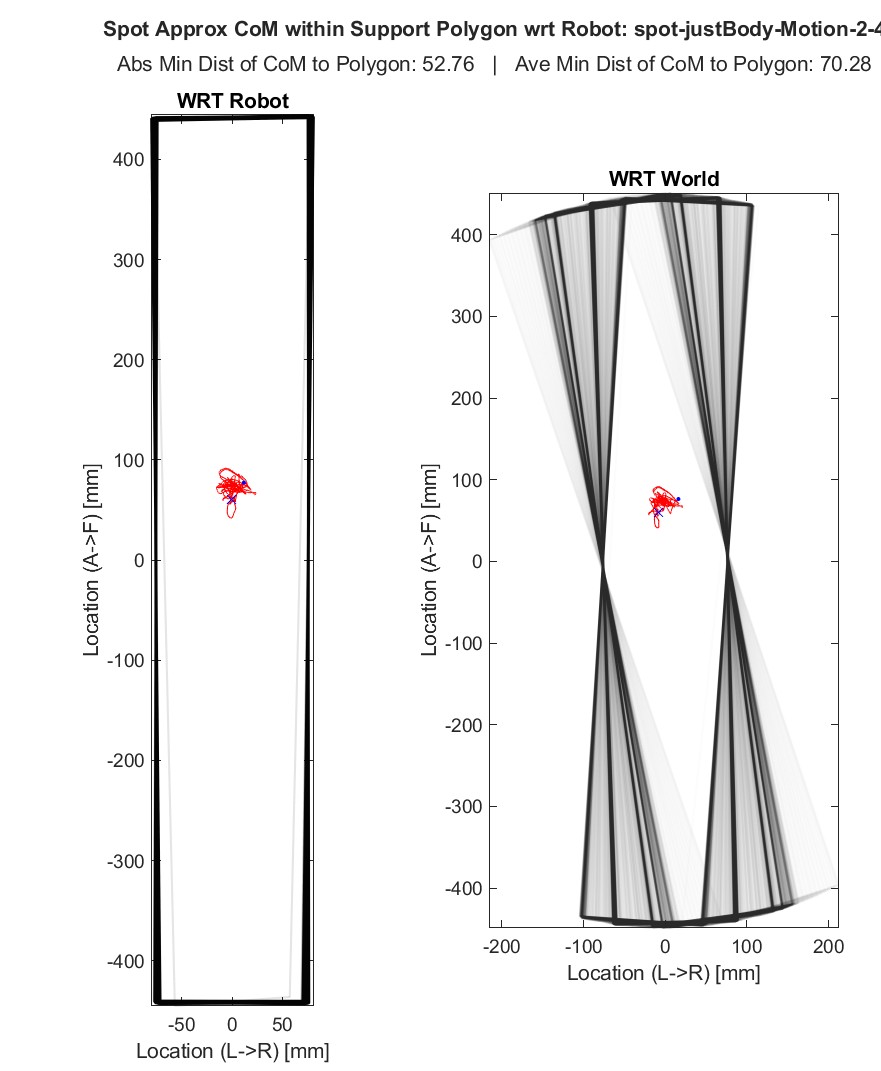 Spot Approx CoM within Support Polygon wrt Robot: spot-justBody-Motion-2-4
Abs Min Dist of CoM to Polygon: 52.76 | Ave Min Dist of CoM to Polygon: 70.28
WRT Robot
400
300
200
100
0
-100
-200
-300
-400
Location (A->F) [mm]
-50 0 50
Location (L->R) [mm]
WRT World
400
300
200
100
0
-100
-200
-300
-400
Location (A->F) [mm]
-200 -100 0 100 200
Location (L->R) [mm]